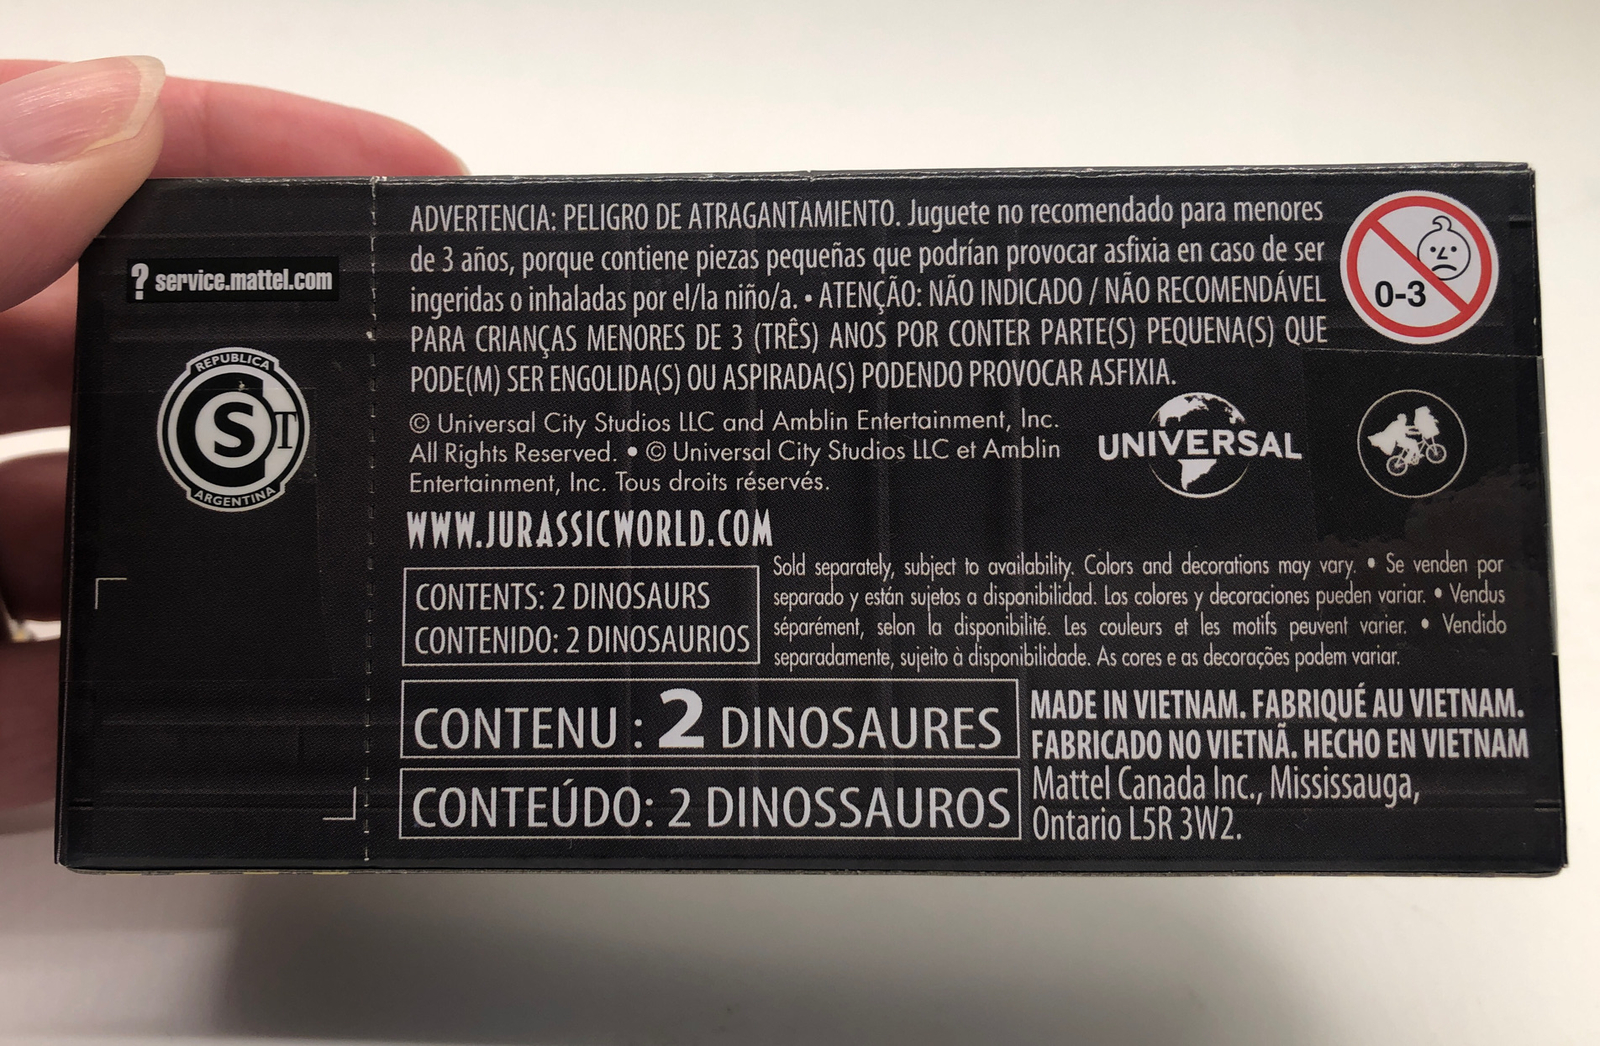 ? service.mattel.com
REPUBLICA
S T
ARGENTINA
ADVERTENCIA: PELIGRO DE ATRAGANTAMIENTO. Juguete no recomendado para menores
de 3 años, porque contiene piezas pequeñas que podrían provocar asfixia en caso de ser
ingeridas o inhaladas por el/la niño/a. • ATENÇÃO: NÃO INDICADO / NÃO RECOMENDÁVEL
PARA CRIANÇAS MENORES DE 3 (TRÊS) ANOS POR CONTER PARTE(S) PEQUENA(S) QUE
PODE(M) SER ENGOLIDA(S) OU ASPIRADA(S) PODENDO PROVOCAR ASFIXIA.
0-3
© Universal City Studios LLC and Amblin Entertainment, Inc.
All Rights Reserved. • © Universal City Studios LLC et Amblin
Entertainment, Inc. Tous droits réservés.
UNIVERSAL
WWW.JURASSICWORLD.COM
CONTENTS: 2 DINOSAURS
CONTENIDO: 2 DINOSAURIOS
Sold separately, subject to availability. Colors and decorations may vary. • Se venden por
separado y están sujetos a disponibilidad. Los colores y decoraciones pueden variar. • Vendus
séparément, selon la disponibilité. Les couleurs et les motifs peuvent varier. • Vendido
separadamente, sujeito à disponibilidade. As cores e as decorações podem variar.
CONTENU : 2 DINOSAURES
CONTEÚDO: 2 DINOSSAUROS
MADE IN VIETNAM. FABRIQUÉ AU VIETNAM.
FABRICADO NO VIETNÃ. HECHO EN VIETNAM
Mattel Canada Inc., Mississauga,
Ontario L5R 3W2.